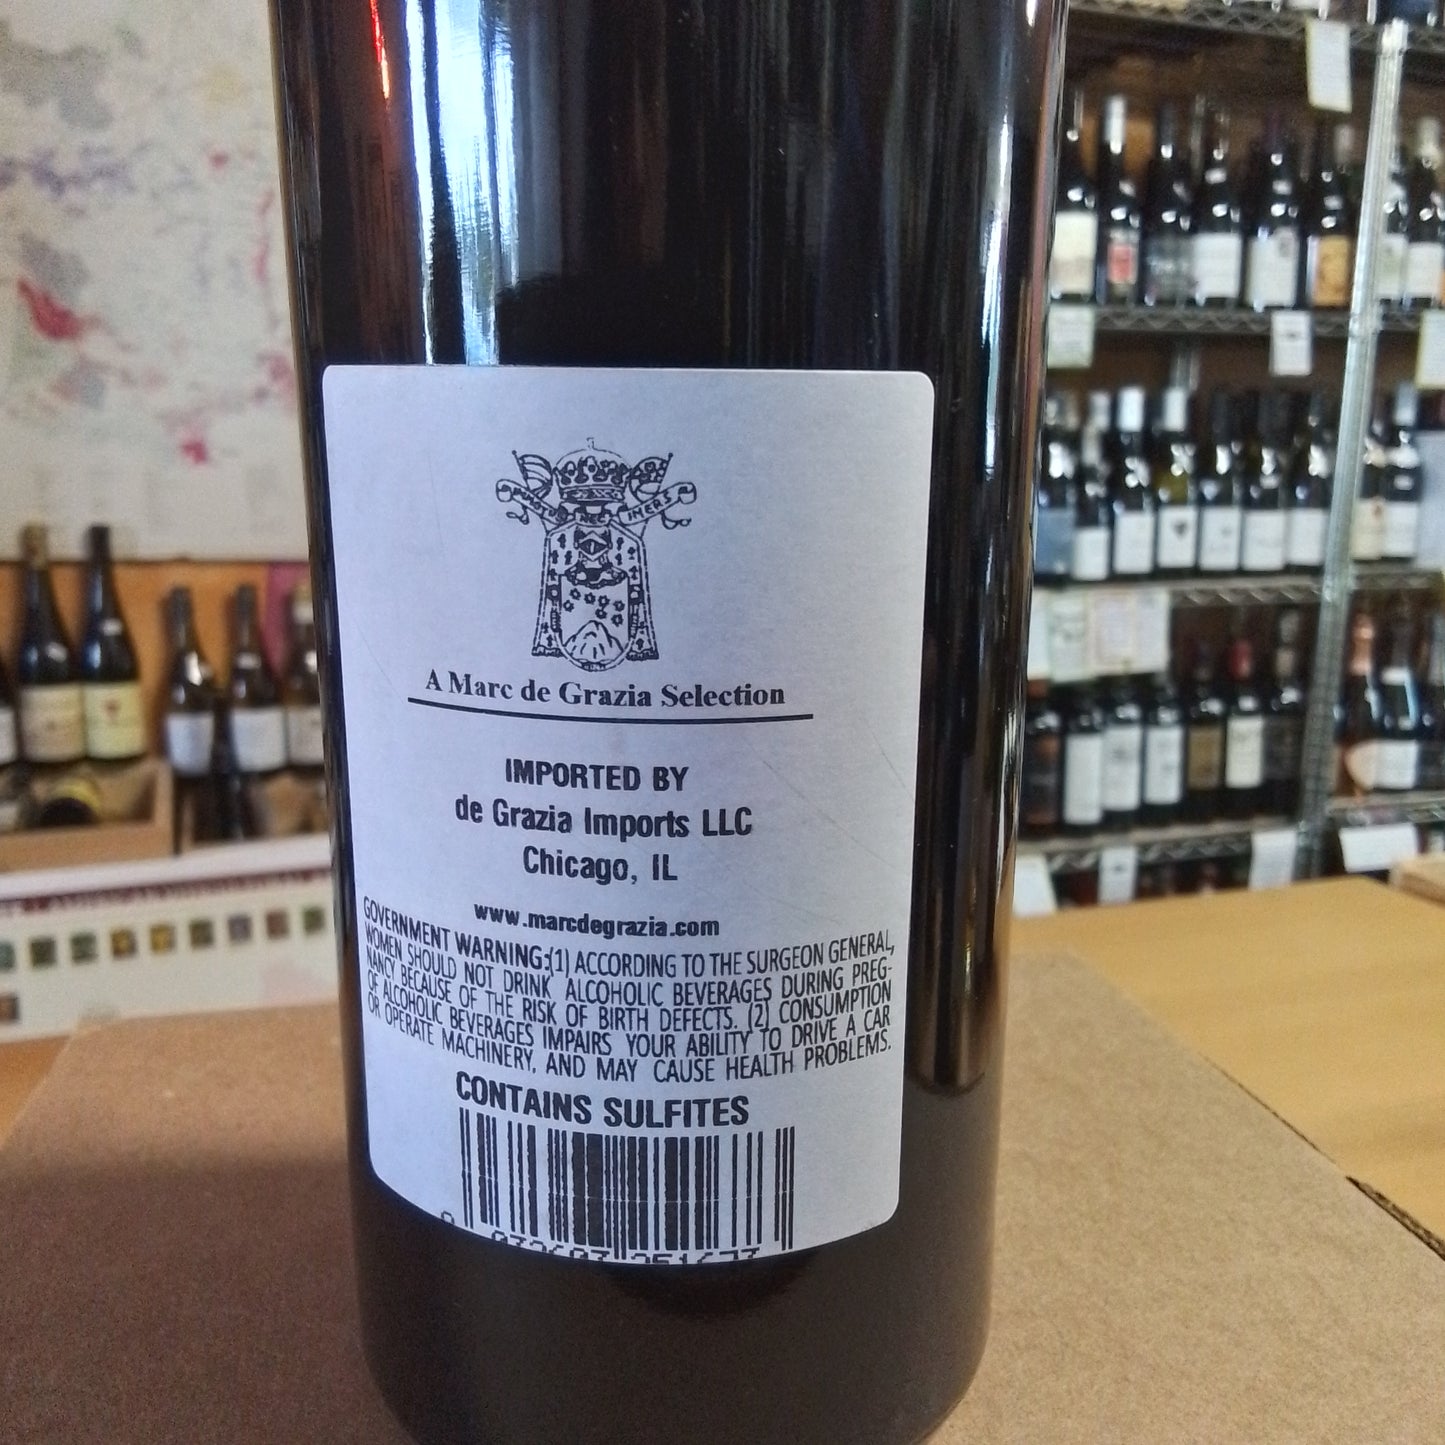 NEC INERS
A Marc de Grazia Selection
IMPORTED BY
de Grazia Imports LLC
Chicago, IL
www.marcdegrazia.com
GOVERNMENT WARNING:(1) ACCORDING TO THE SURGEON GENERAL,
WOMEN SHOULD NOT DRINK ALCOHOLIC BEVERAGES DURING PREG-
NANCY BECAUSE OF THE RISK OF BIRTH DEFECTS. (2) CONSUMPTION
OF ALCOHOLIC BEVERAGES IMPAIRS YOUR ABILITY TO DRIVE A CAR
OR OPERATE MACHINERY, AND MAY CAUSE HEALTH PROBLEMS.
CONTAINS SULFITES